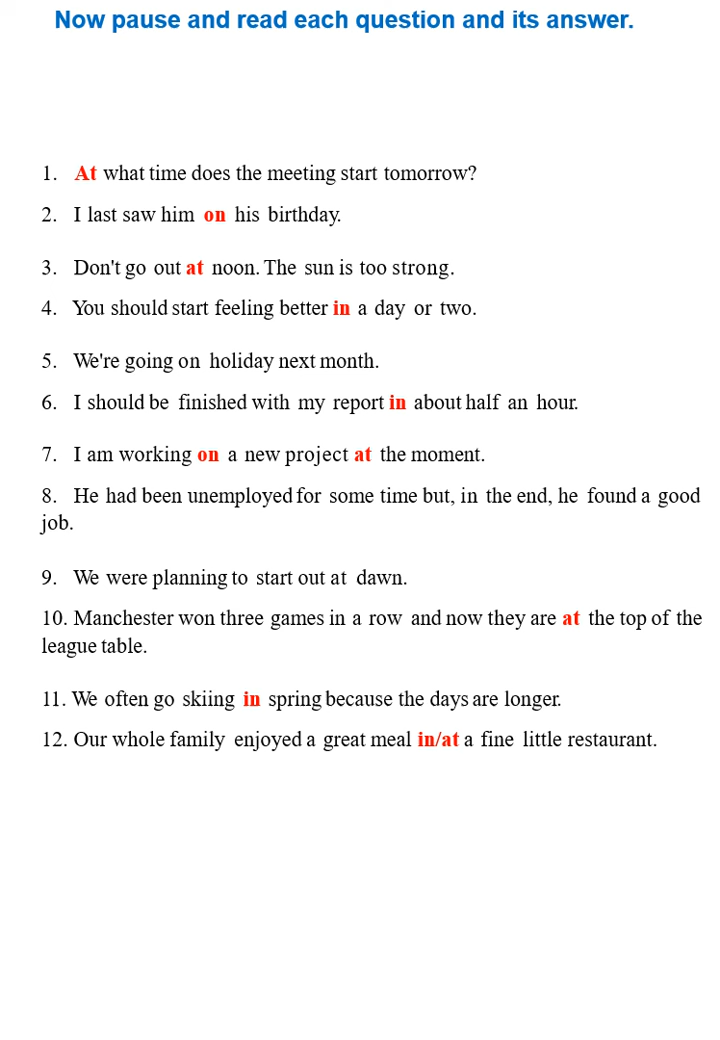 Now pause and read each question and its answer.
1. At what time does the meeting start tomorrow?
2. I last saw him on his birthday.
3. Don't go out at noon. The sun is too strong.
4. You should start feeling better in a day or two.
5. We're going on holiday next month.
6. I should be finished with my report in about half an hour.
7. I am working on a new project at the moment.
8. He had been unemployed for some time but, in the end, he found a good
job.
9. We were planning to start out at dawn.
10. Manchester won three games in a row and now they are at the top of the
league table.
11. We often go skiing in spring because the days are longer.
12. Our whole family enjoyed a great meal in/at a fine little restaurant.